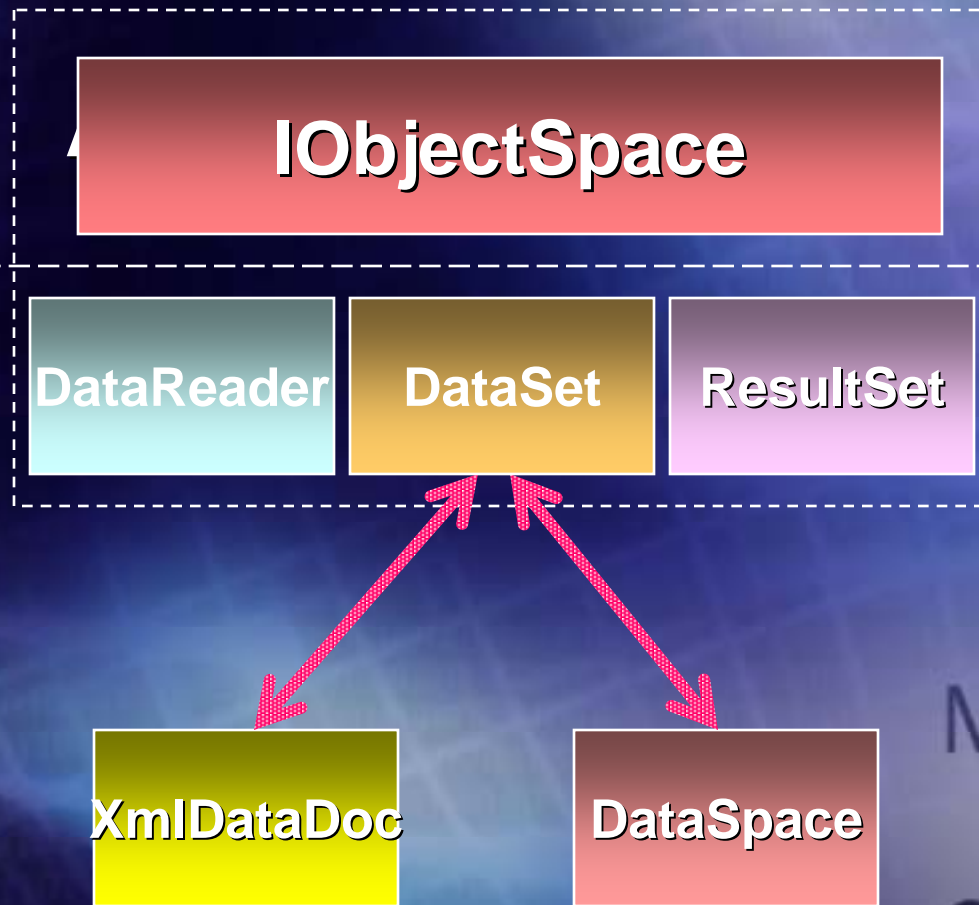 IObjectSpace
DataReader
DataSet
ResultSet
XmlDataDoc
DataSpace